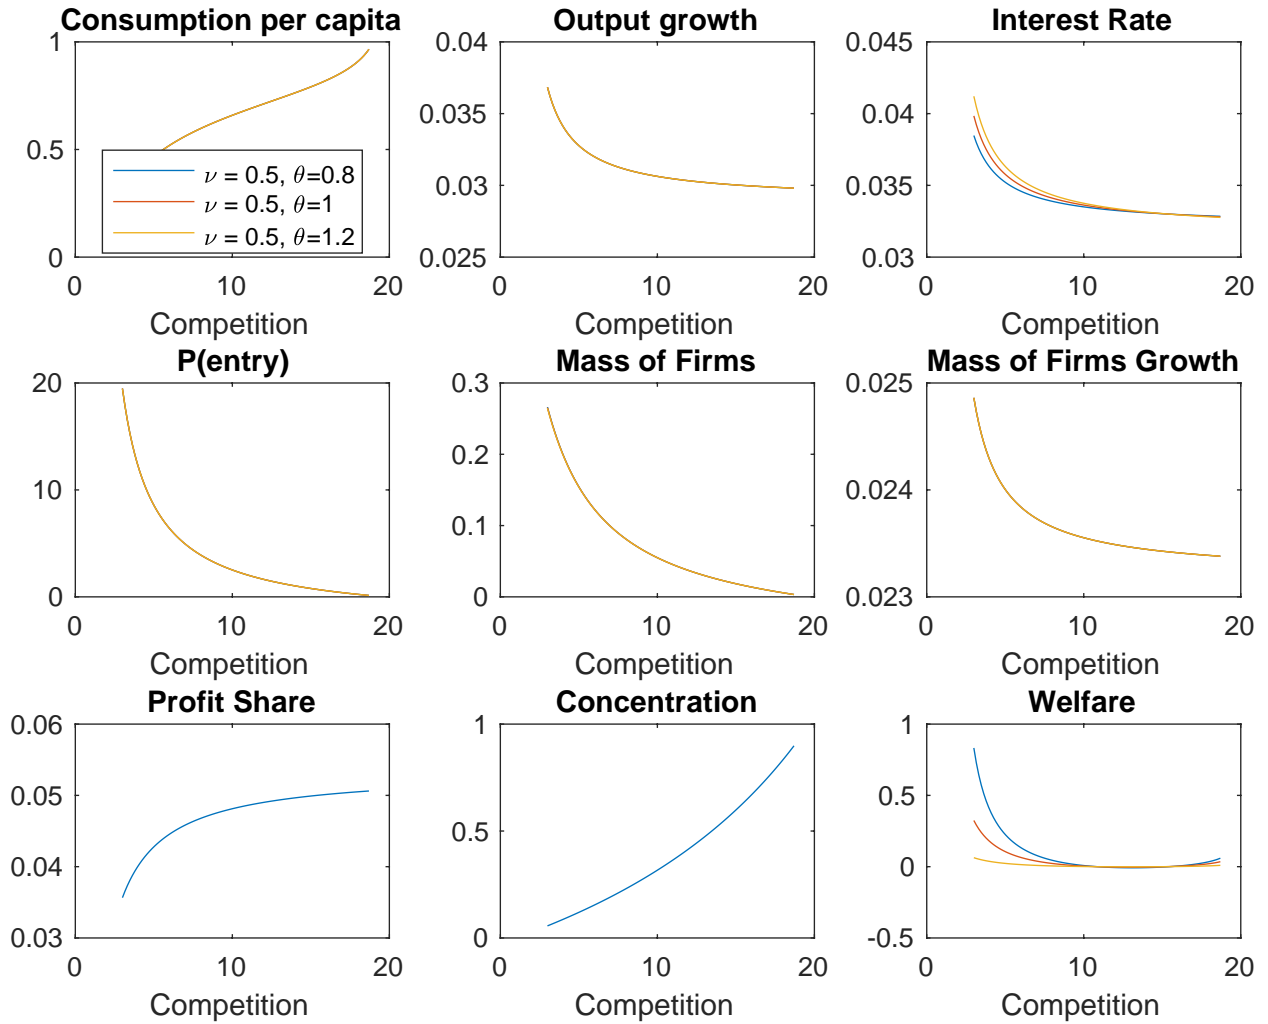 Consumption per capita
1
0.5
0
0
10
20
Competition
ν = 0.5, θ=0.8
ν = 0.5, θ=1
ν = 0.5, θ=1.2
Output growth
0.04
0.035
0.03
0.025
0
10
20
Competition
Interest Rate
0.045
0.04
0.035
0.03
0
10
20
Competition
P(entry)
20
10
0
0
10
20
Competition
Mass of Firms
0.3
0.2
0.1
0
0
10
20
Competition
Mass of Firms Growth
0.025
0.024
0.023
0
10
20
Competition
Profit Share
0.06
0.05
0.04
0.03
0
10
20
Competition
Concentration
1
0.5
0
0
10
20
Competition
Welfare
1
0.5
0
-0.5
0
10
20
Competition